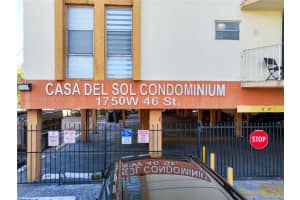 CASA DEL SOL CONDOMINIUM
1750W 46 St.
STOP